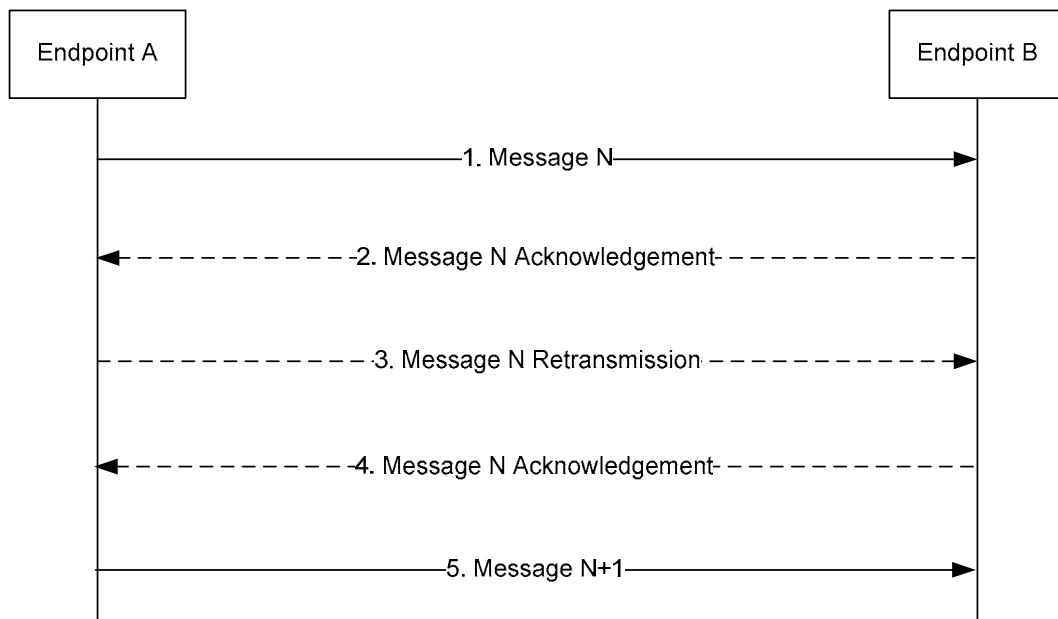 Endpoint A
Endpoint B
1. Message N
2. Message N Acknowledgement
3. Message N Retransmission
4. Message N Acknowledgement
5. Message N+1